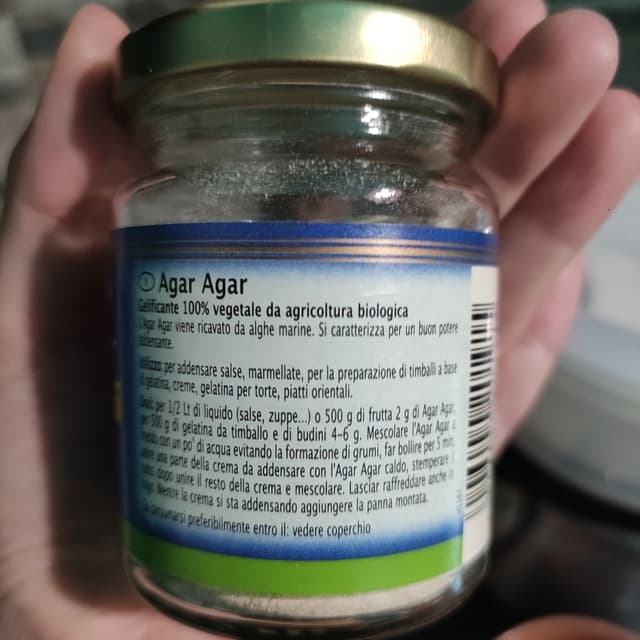 I Agar Agar
Gelificante 100% vegetale da agricoltura biologica
L'Agar Agar viene ricavato da alghe marine. Si caratterizza per un buon potere
addensante.
Utilizzo: per addensare salse, marmellate, per la preparazione di timballi a base
di gelatina, creme, gelatina per torte, piatti orientali.
Dosi: per 1/2 Lt di liquido (salse, zuppe...) o 500 g di frutta 2 g di Agar Agar,
per 500 g di gelatina da timballo e di budini 4-6 g. Mescolare l'Agar Agar a
freddo con un po' di acqua evitando la formazione di grumi, far bollire per 5 min,
unire una parte della crema da addensare con l'Agar Agar caldo, stemperare il
tutto, dopo unire il resto della crema e mescolare. Lasciar raffreddare anche in
frigo. Mentre la crema si sta addensando aggiungere la panna montata.
Da consumarsi preferibilmente entro il: vedere coperchio